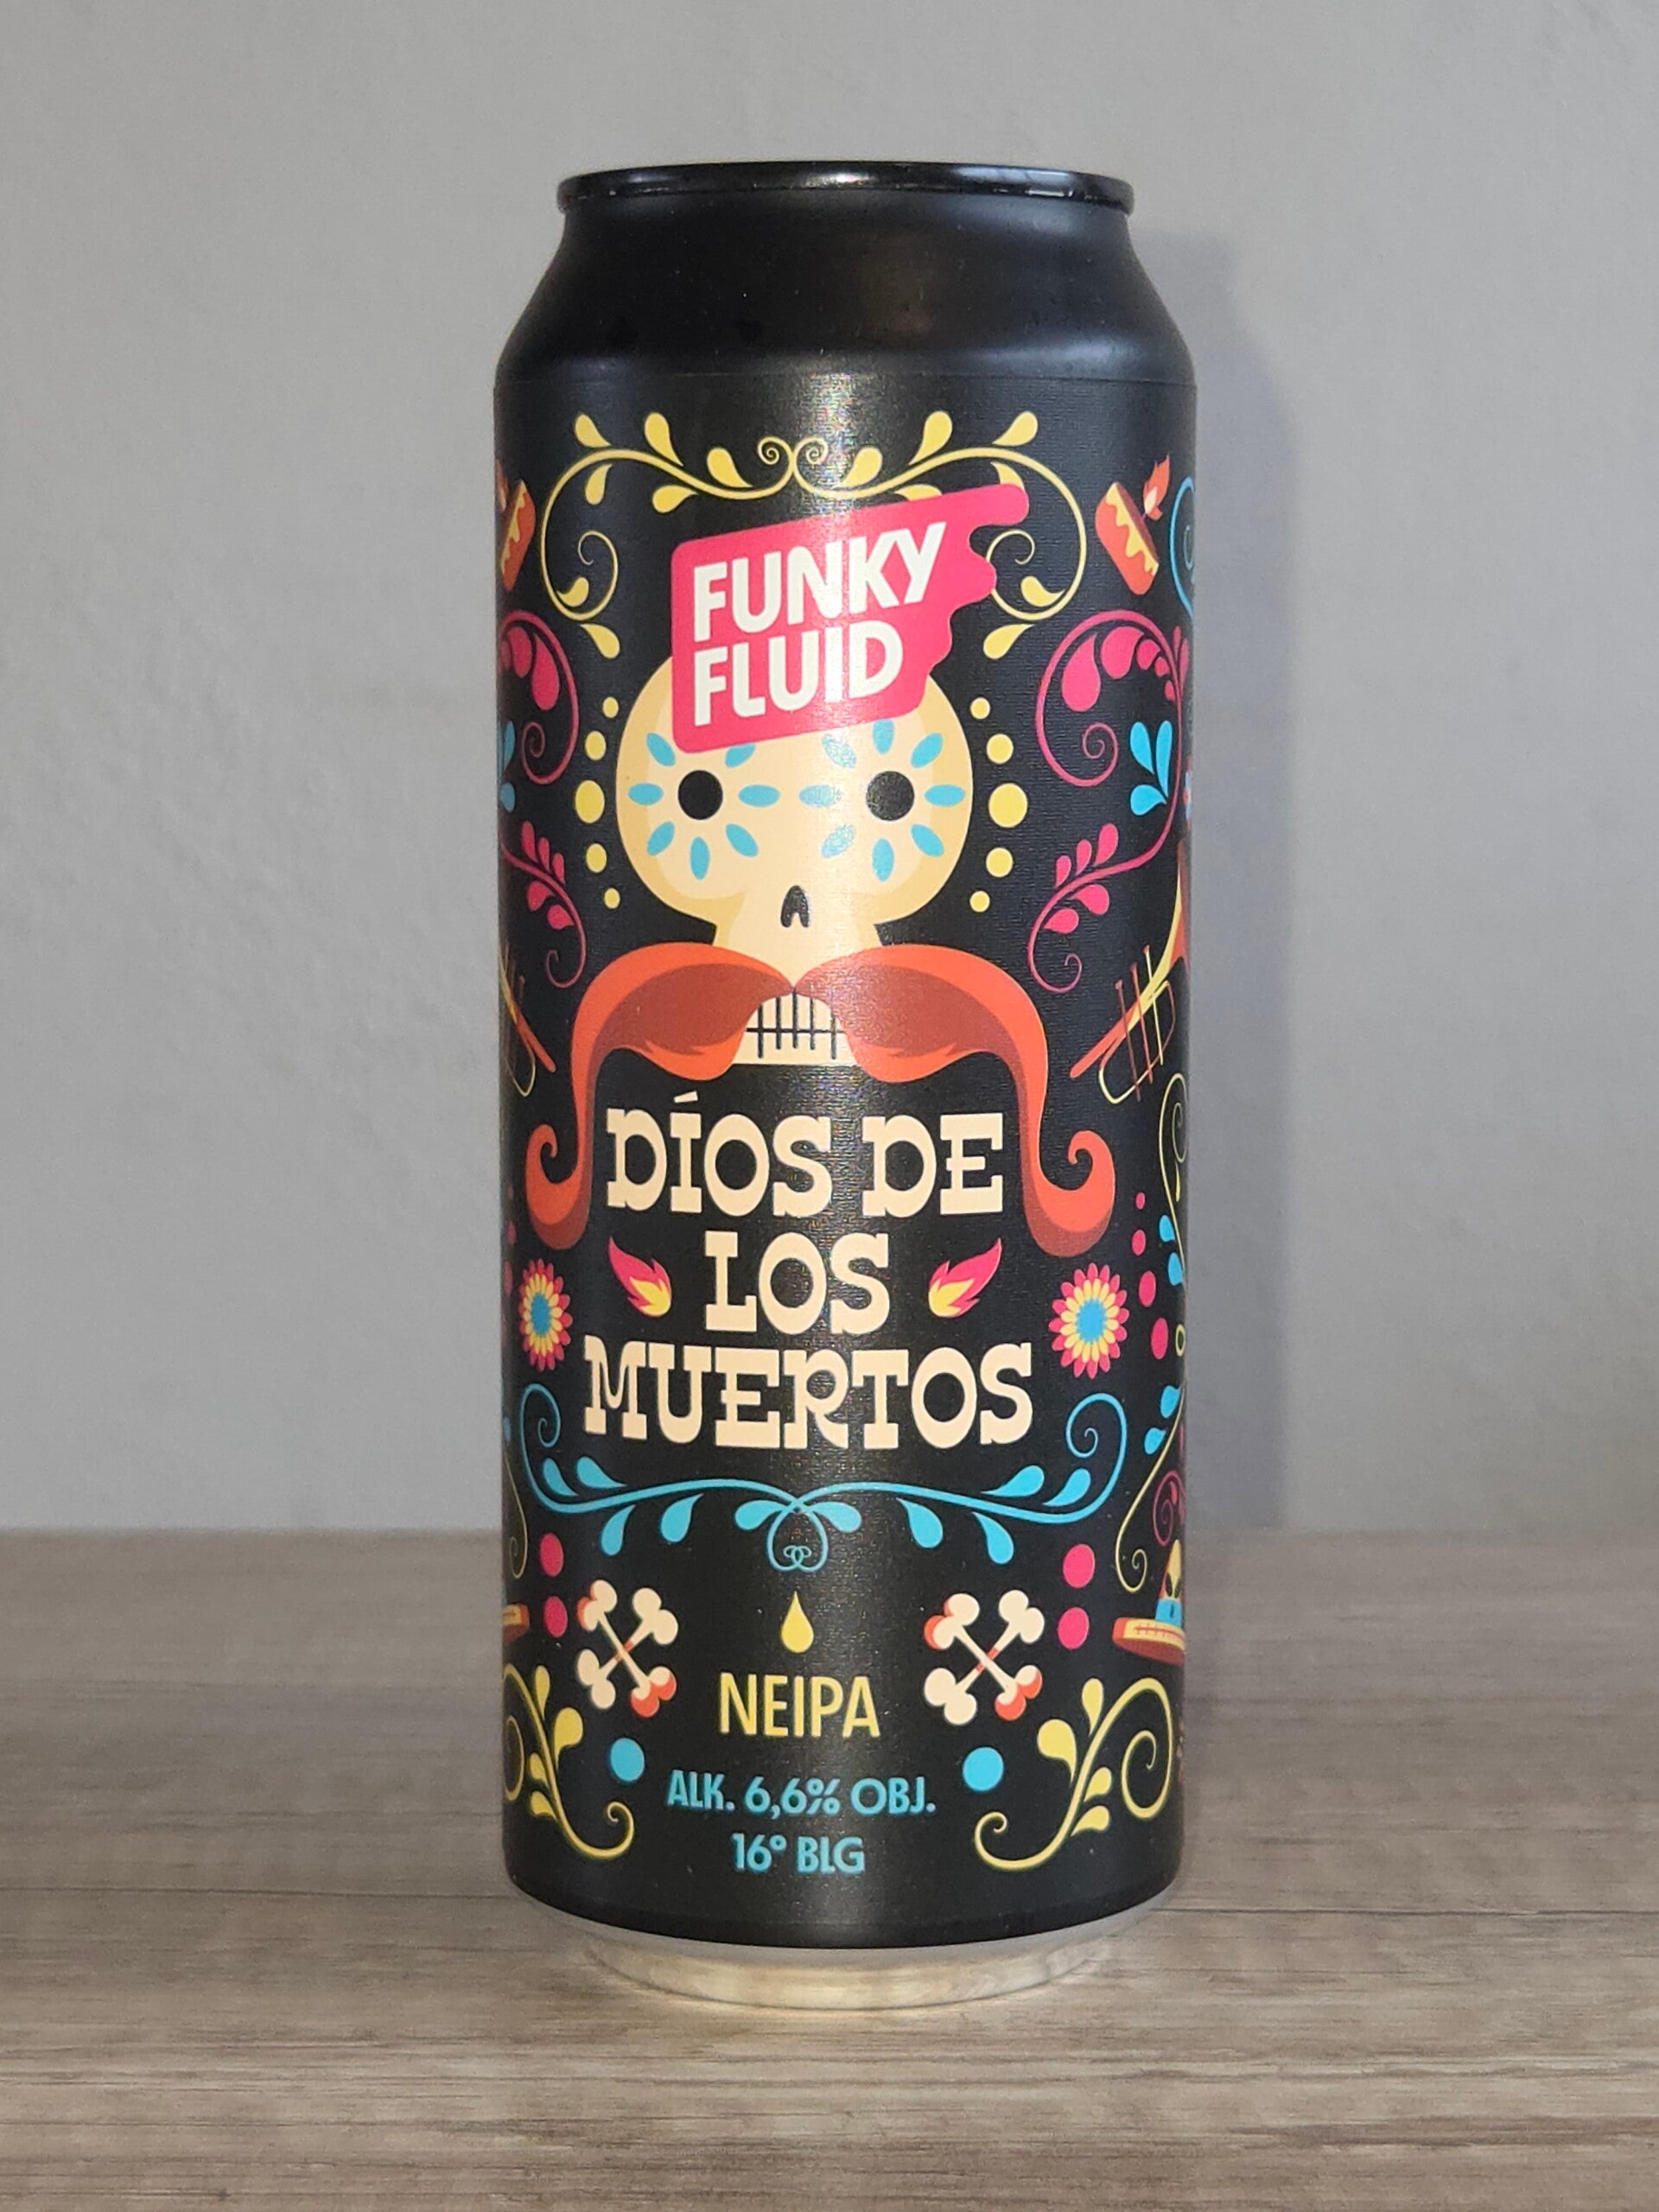 FUNKY
FLUID
DÍOS DE
LOS
MUERTOS
NEIPA
ALK. 6,6% OBJ.
16° BLG